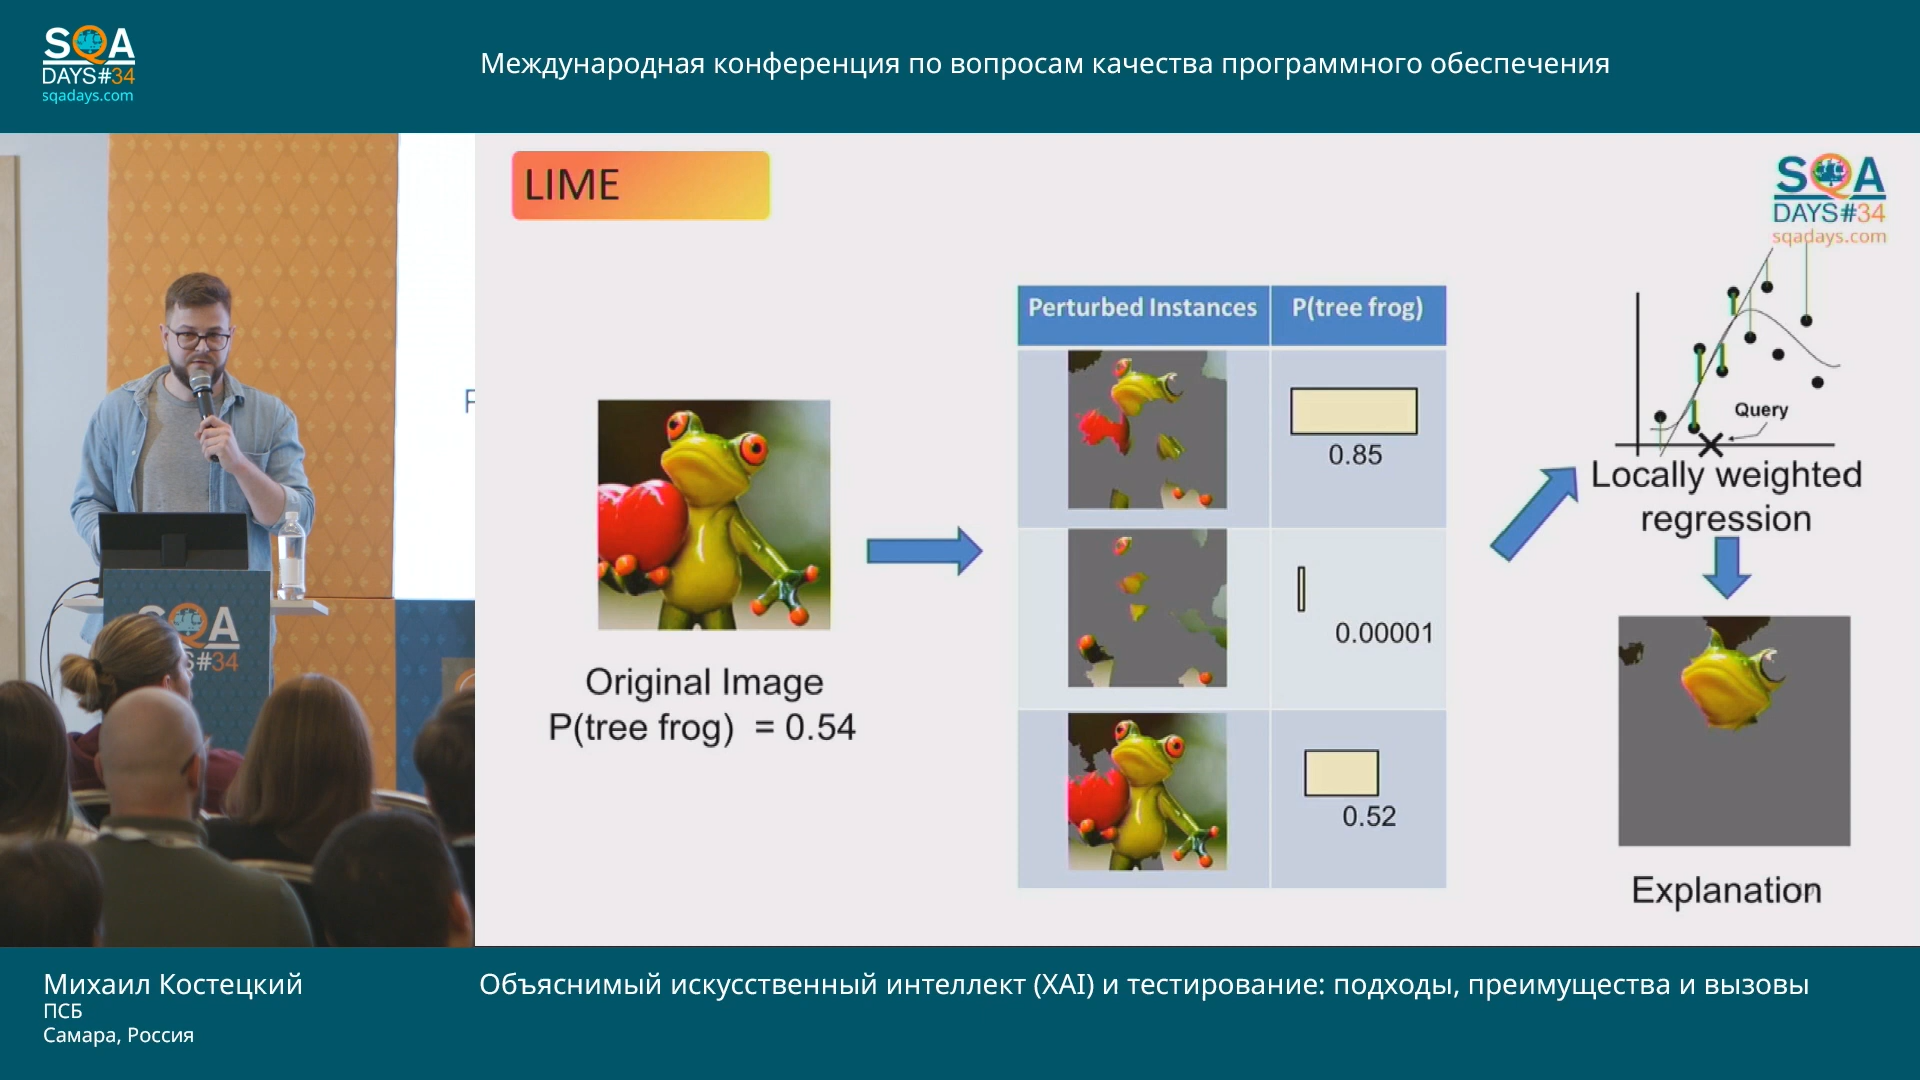 SQA
DAYS#34
sqadays.com
Международная конференция по вопросам качества программного обеспечения
LIME
SQA
DAYS#34
sqadays.com
Perturbed Instances P(tree frog)
0.85
0.00001
0.52
Original Image
P(tree frog) = 0.54
Query
Locally weighted
regression
Explanation
SQA
S#34
Михаил Костецкий
ПСБ
Самара, Россия
Объяснимый искусственный интеллект (XAI) и тестирование: подходы, преимущества и вызовы